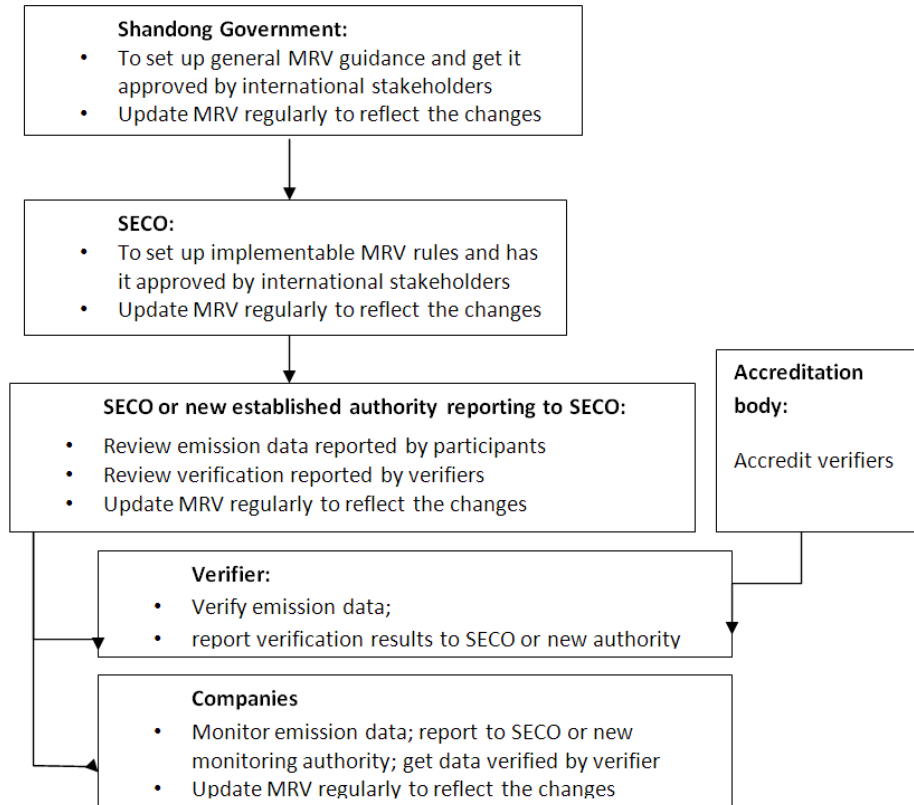 Shandong Government:
• To set up general MRV guidance and get it
approved by international stakeholders
• Update MRV regularly to reflect the changes
SECO:
• To set up implementable MRV rules and has
it approved by international stakeholders
• Update MRV regularly to reflect the changes
SECO or new established authority reporting to SECO:
• Review emission data reported by participants
• Review verification reported by verifiers
• Update MRV regularly to reflect the changes
Accreditation
body:
Accredit verifiers
Verifier:
• Verify emission data;
• report verification results to SECO or new authority
Companies
• Monitor emission data; report to SECO or new
monitoring authority; get data verified by verifier
• Update MRV regularly to reflect the changes